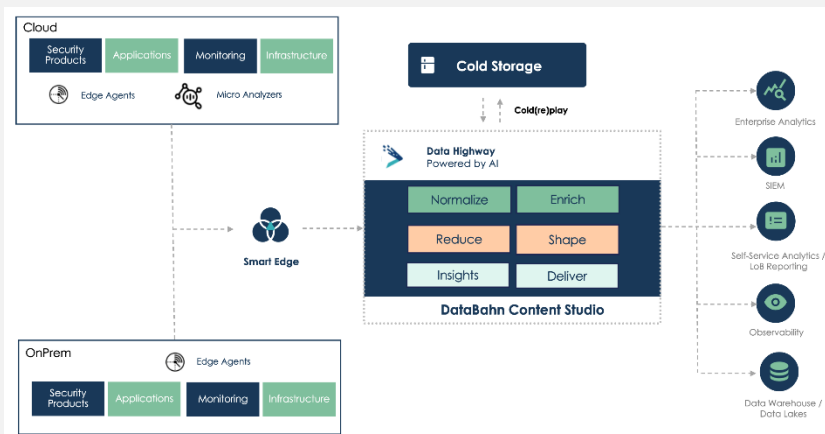 Cloud
Security
Products
Applications
Monitoring
Infrastructure
Edge Agents
Micro Analyzers
Cold Storage
Cold(re)play
Data Highway
Powered by AI
Normalize
Enrich
Reduce
Shape
Insights
Deliver
DataBahn Content Studio
Smart Edge
Enterprise Analytics
SIEM
Self-Service Analytics /
LoB Reporting
Observability
Data Warehouse /
Data Lakes
OnPrem
Edge Agents
Security
Products
Applications
Monitoring
Infrastructure